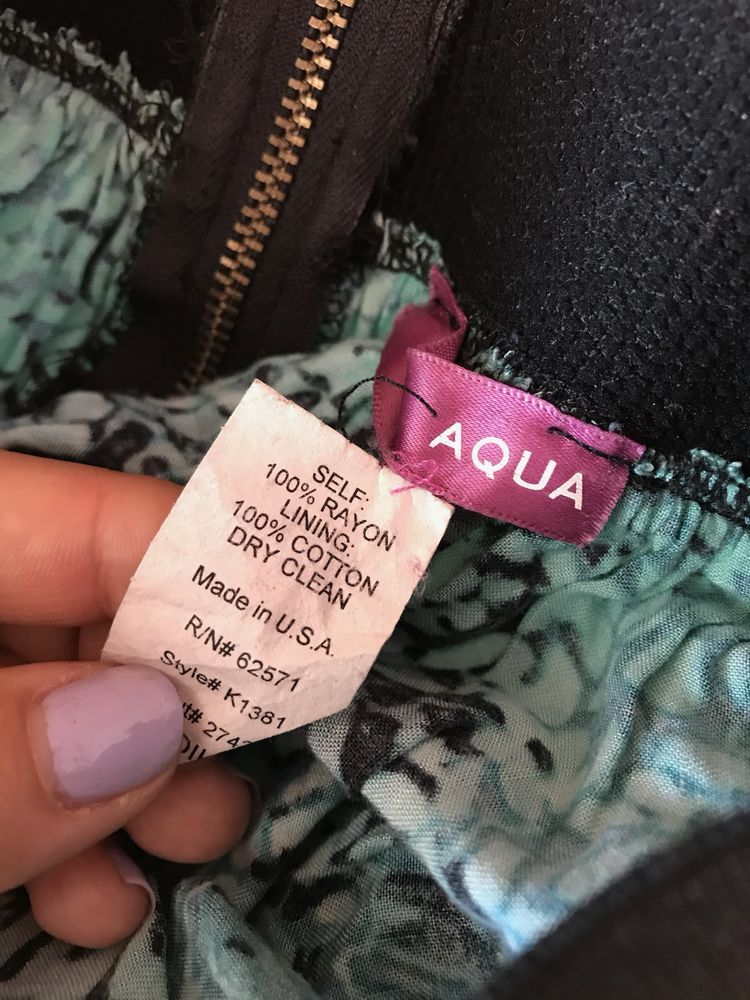 AQUA
SELF:
100% RAYON
LINING:
100% COTTON
DRY CLEAN
Made in U.S.A.
R/N# 62571
Style# K1381